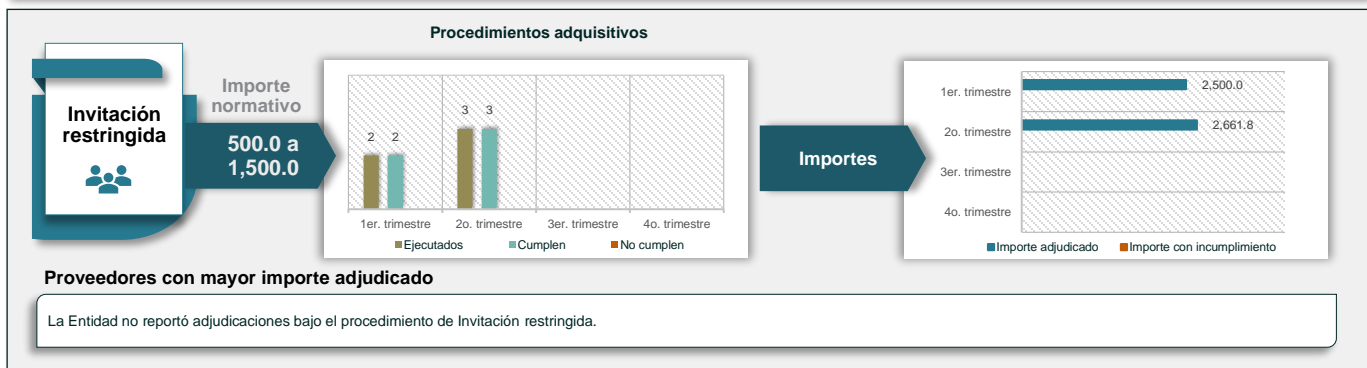 Procedimientos adquisitivos
Invitación
restringida
Importe
normativo
500.0 a
1,500.0
2 2
3 3
1er. trimestre 2o. trimestre 3er. trimestre 4o. trimestre
Ejecutados Cumplen No cumplen
Importes
1er. trimestre 2,500.0
2o. trimestre 2,661.8
3er. trimestre
4o. trimestre
Importe adjudicado Importe con incumplimiento
Proveedores con mayor importe adjudicado
La Entidad no reportó adjudicaciones bajo el procedimiento de Invitación restringida.